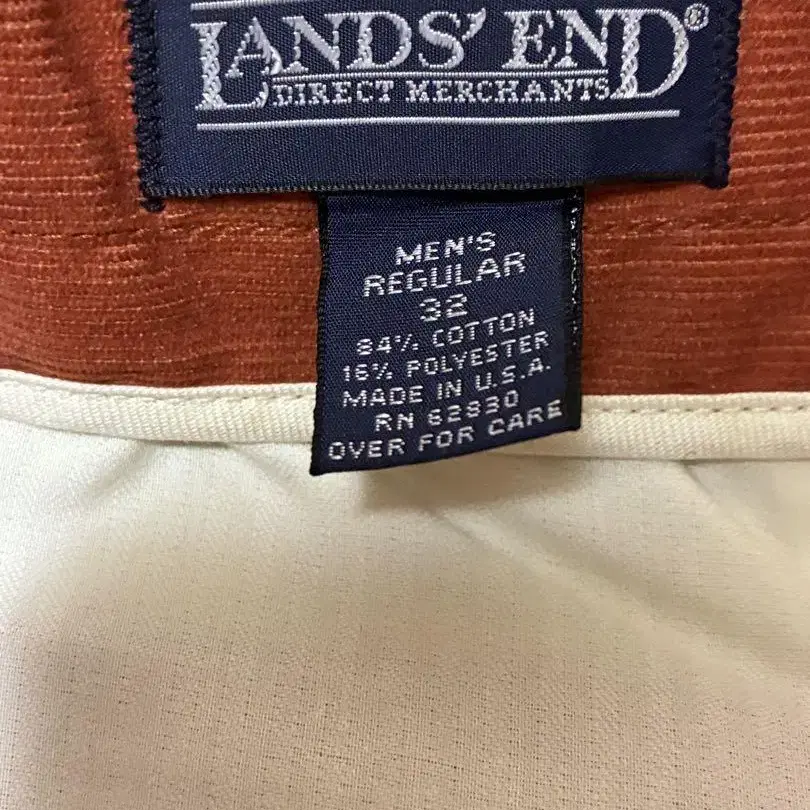 LANDS' END®
DIRECT MERCHANTS
MEN'S
REGULAR
32
84% COTTON
16% POLYESTER
MADE IN U.S.A.
RN 62830
OVER FOR CARE